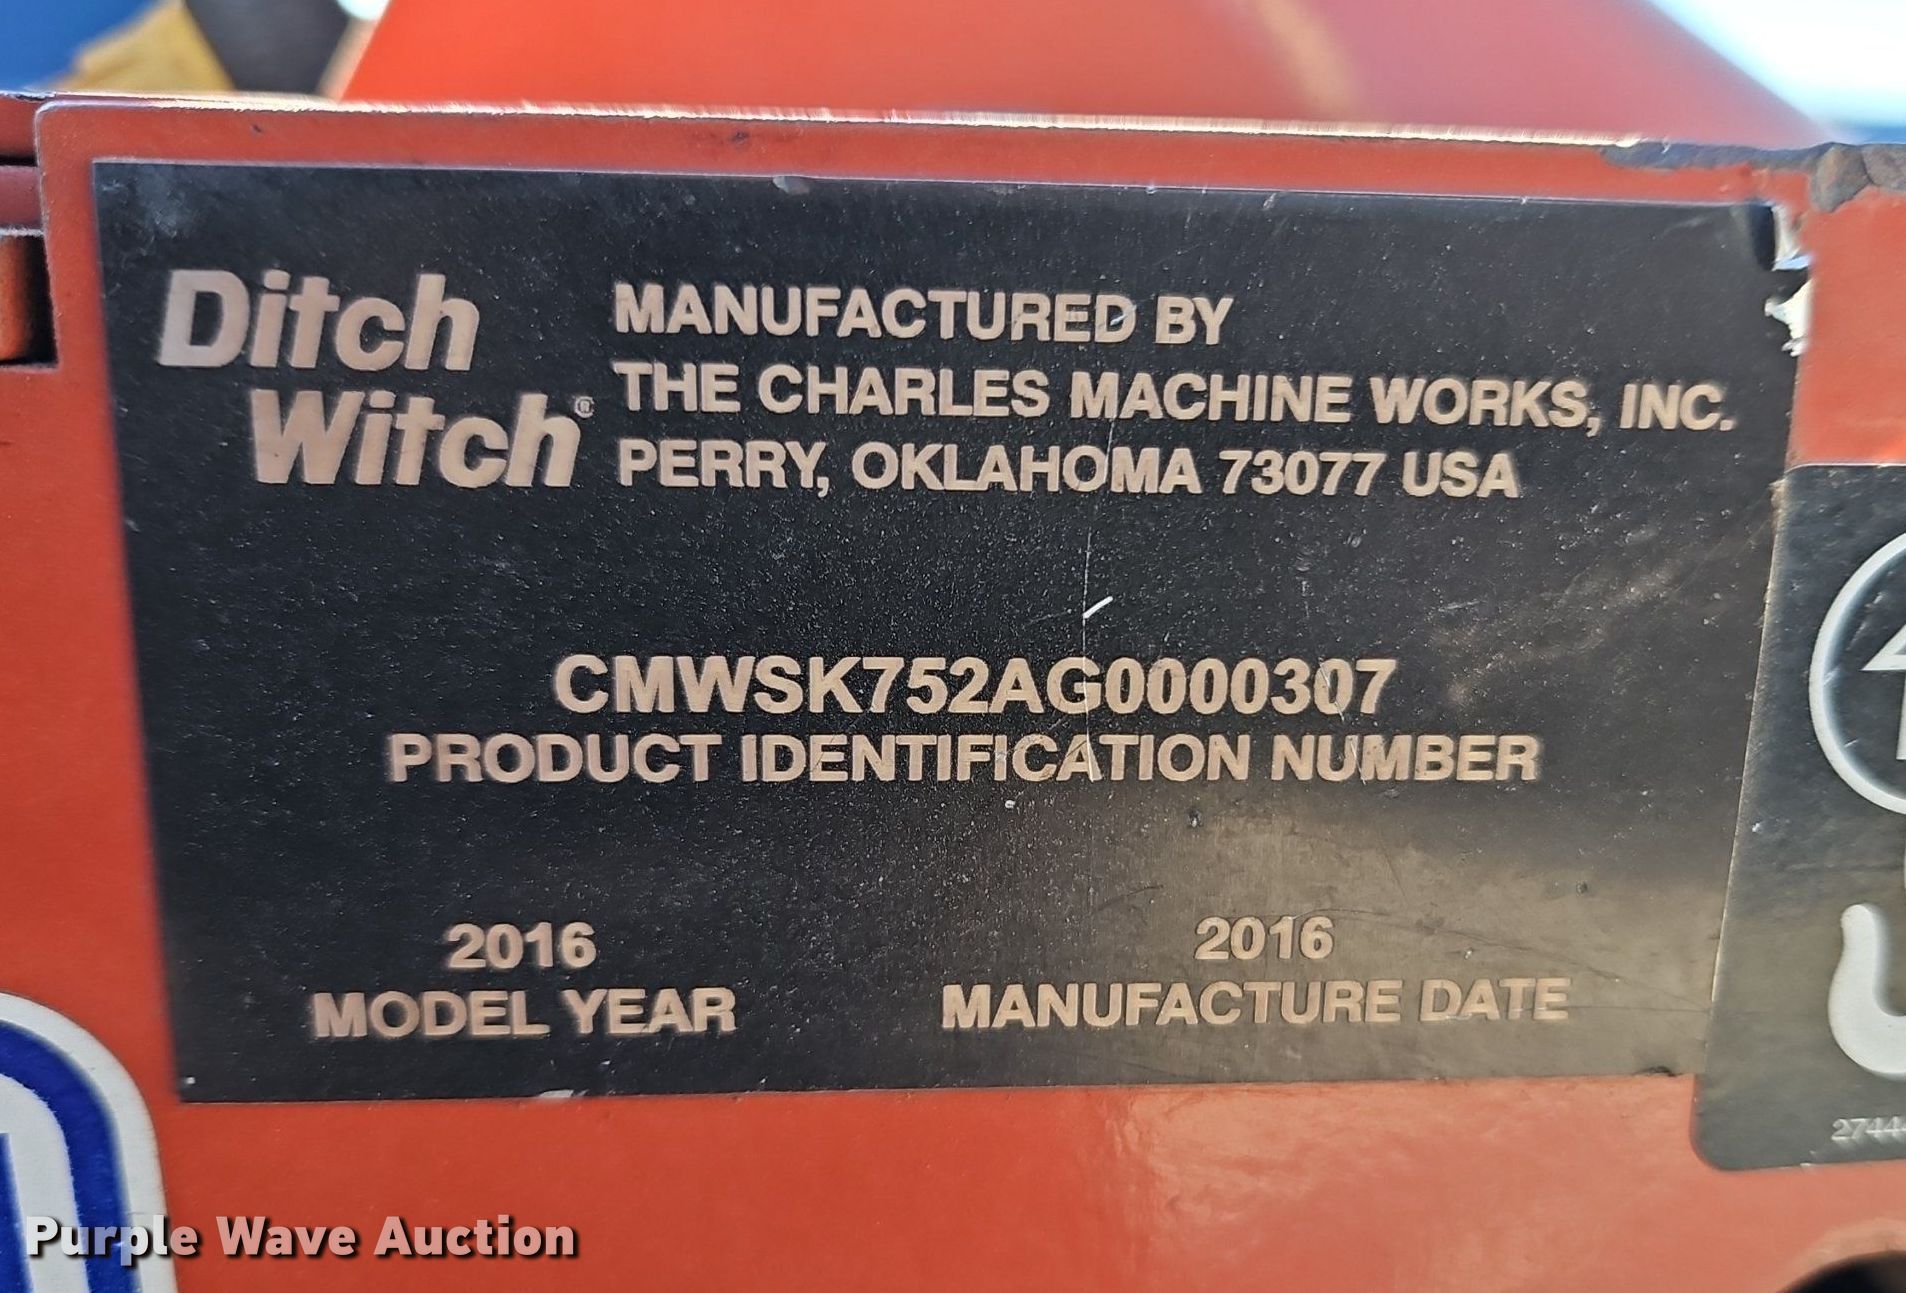 Ditch
Witch®
MANUFACTURED BY
THE CHARLES MACHINE WORKS, INC.
PERRY, OKLAHOMA 73077 USA
CMWSK752AG0000307
PRODUCT IDENTIFICATION NUMBER
2016
MODEL YEAR
2016
MANUFACTURE DATE
Purple Wave Auction